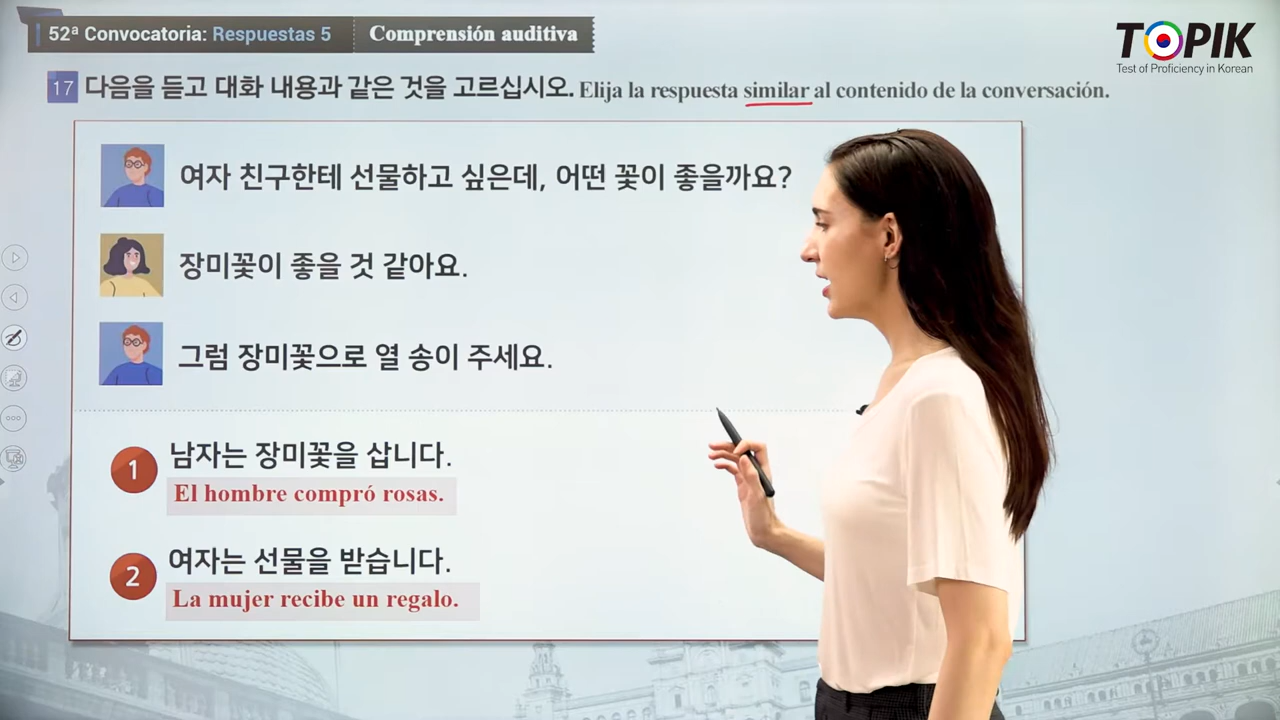 52ª Convocatoria: Respuestas 5 Comprensión auditiva
TOPIK
Test of Proficiency in Korean
17 다음을 듣고 대화 내용과 같은 것을 고르십시오. Elija la respuesta similar al contenido de la conversación.
여자 친구한테 선물하고 싶은데, 어떤 꽃이 좋을까요?
장미꽃이 좋을 것 같아요.
그럼 장미꽃으로 열 송이 주세요.
1 남자는 장미꽃을 삽니다.
El hombre compró rosas.
2 여자는 선물을 받습니다.
La mujer recibe un regalo.